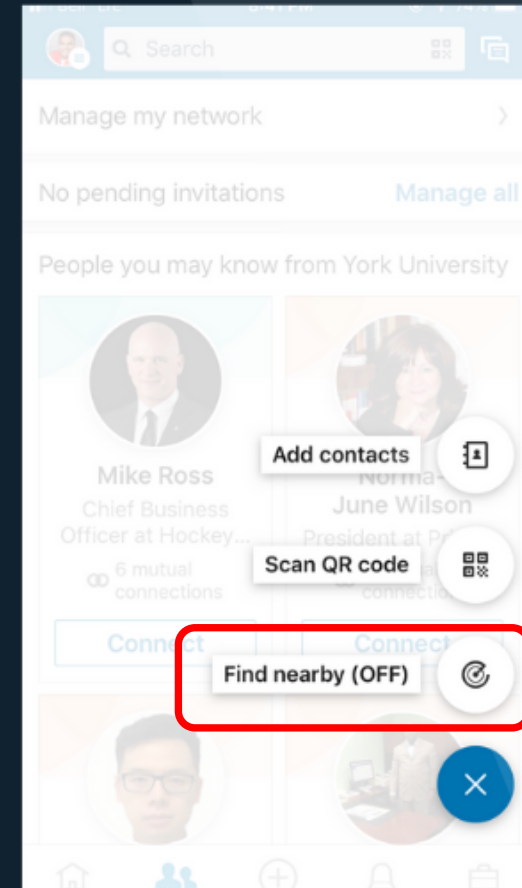 Search
Manage my network
No pending invitations Manage all
People you may know from York University
Mike Ross
Chief Business
Officer at Hockey...
6 mutual
connections
Connect
Add contacts
June Wilson
President at
Scan QR code
Connect
Find nearby (OFF)